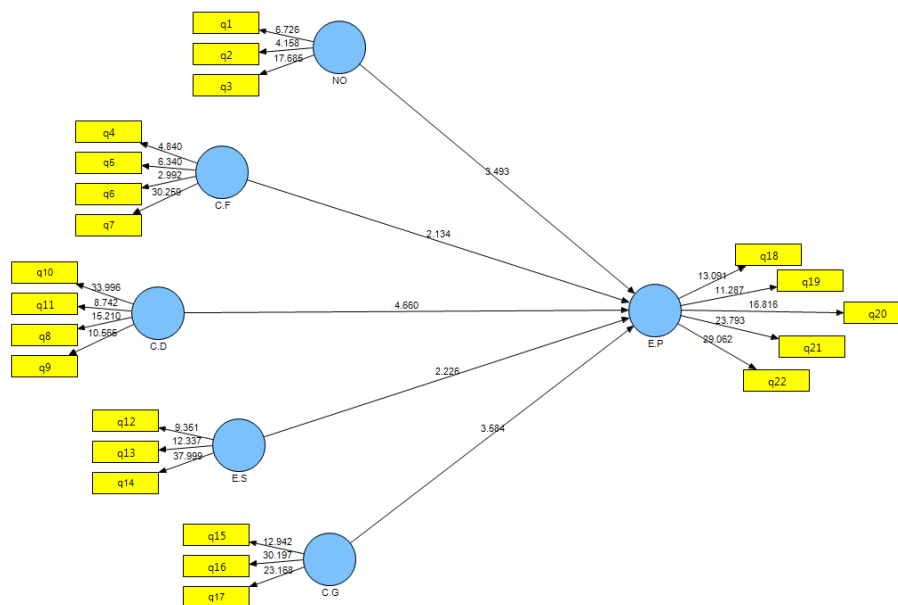 q1
6.726
q2
4.158
q3
17.685
NO
3.493
q4
4.840
q5
6.340
q6
2.992
q7
30.259
C.F
2.134
q10
33.996
q11
8.742
q8
15.210
q9
10.565
C.D
4.660
q12
9.351
q13
12.337
q14
37.999
E.S
2.226
q15
12.942
q16
30.197
q17
23.168
C.G
3.584
E.P
13.091
q18
11.287
q19
16.816
q20
23.793
q21
29.062
q22